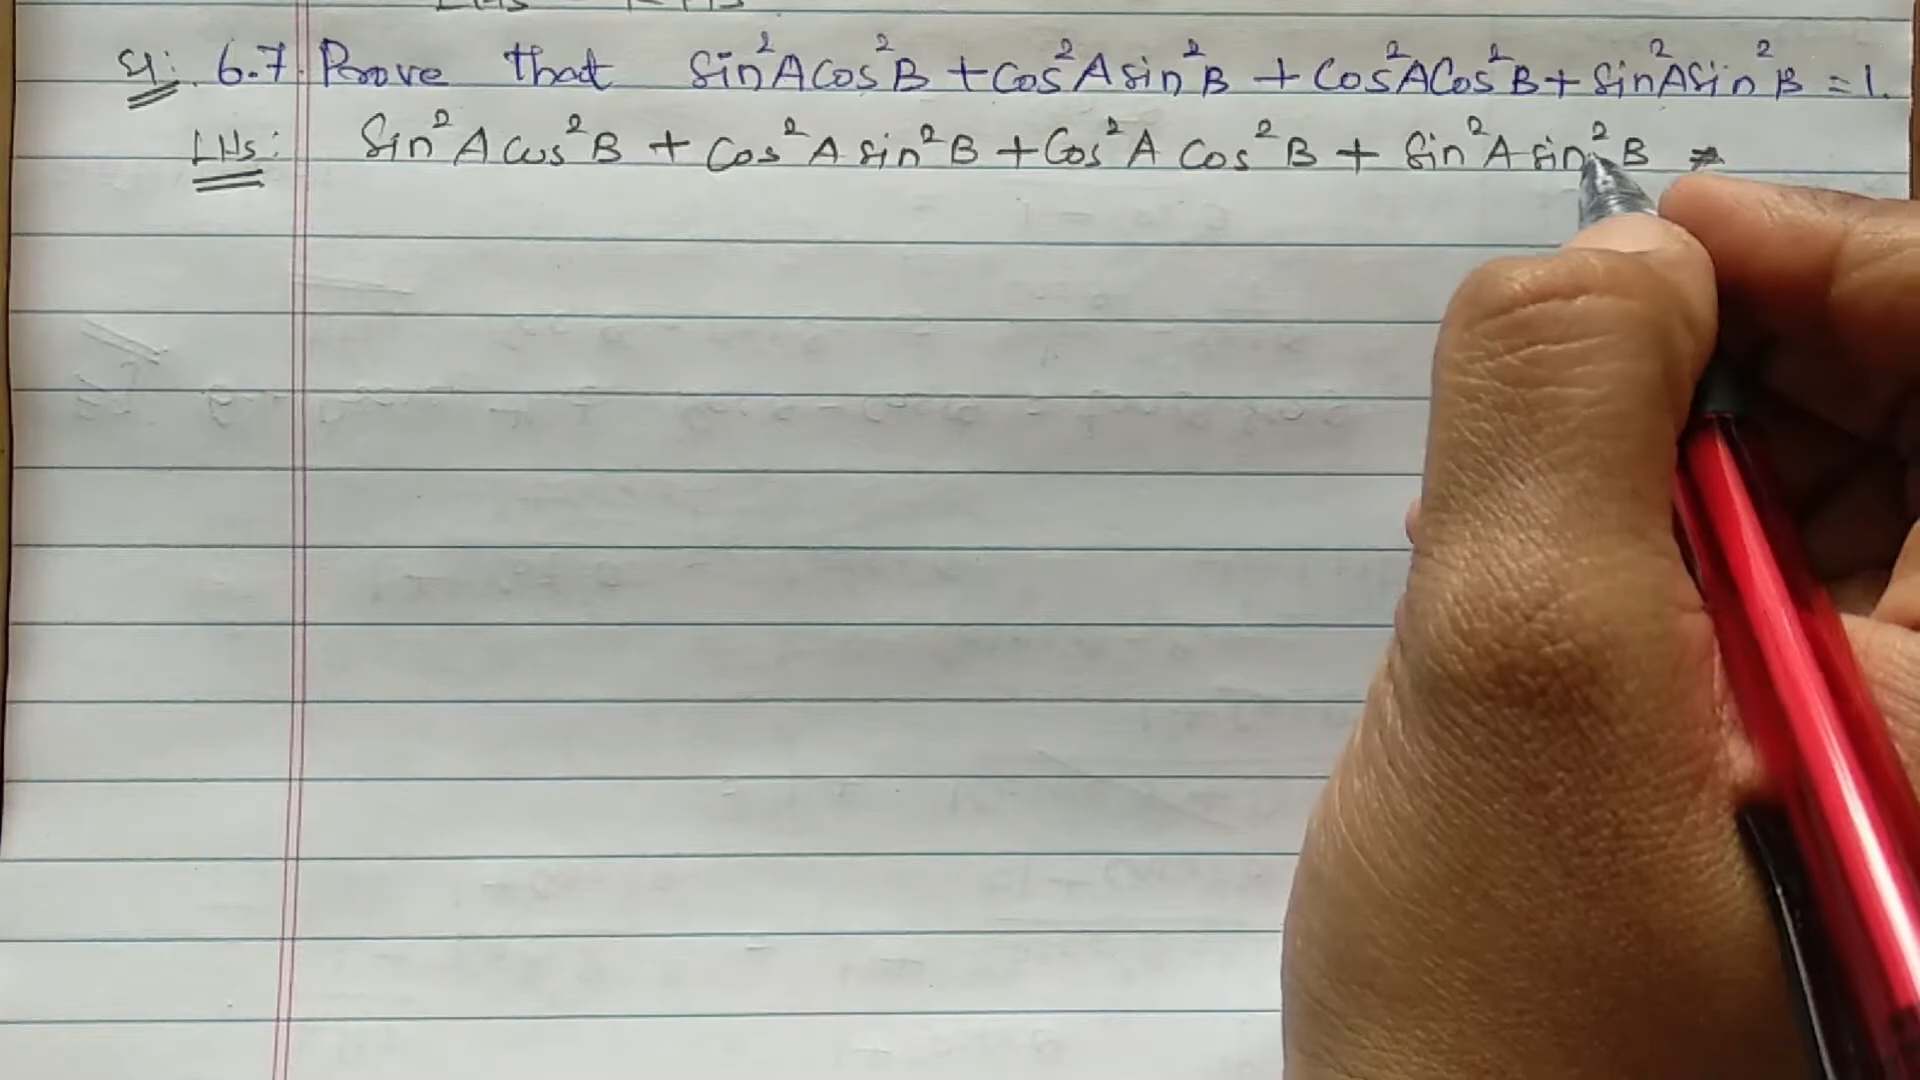 6.7 Prove that Sin²A Cos²B + Cos²A Sin²B + Cos²A Cos²B + Sin²A Sin²B = 1.
LHS: Sin²A Cos²B + Cos²A Sin²B + Cos²A Cos²B + Sin²A Sin²B